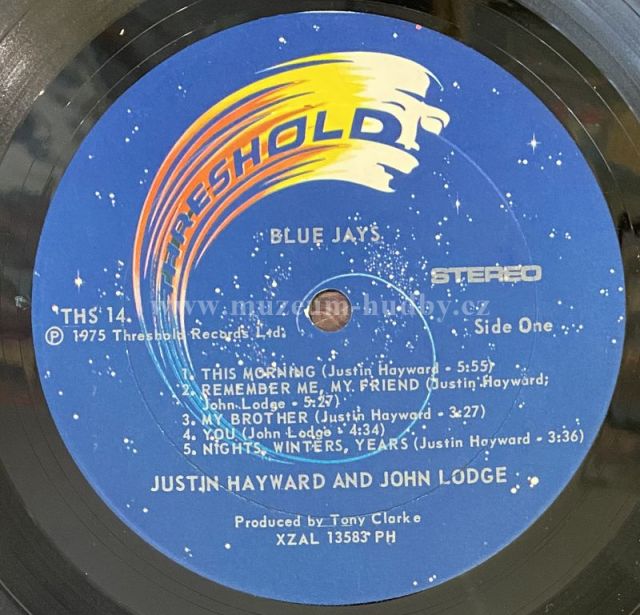 THRESHOLD
BLUE JAYS
STEREO
THS 14
www.muzeum-hudby.cz
℗ 1975 Threshold Records Ltd.
Side One
1. THIS MORNING (Justin Hayward - 5:55)
2. REMEMBER ME, MY FRIEND (Justin Hayward;
John Lodge - 5:27)
3. MY BROTHER (Justin Hayward - 3:27)
4. YOU (John Lodge - 4:34)
5. NIGHTS, WINTERS, YEARS (Justin Hayward - 3:36)
JUSTIN HAYWARD AND JOHN LODGE
Produced by Tony Clarke
XZAL 13583 PH